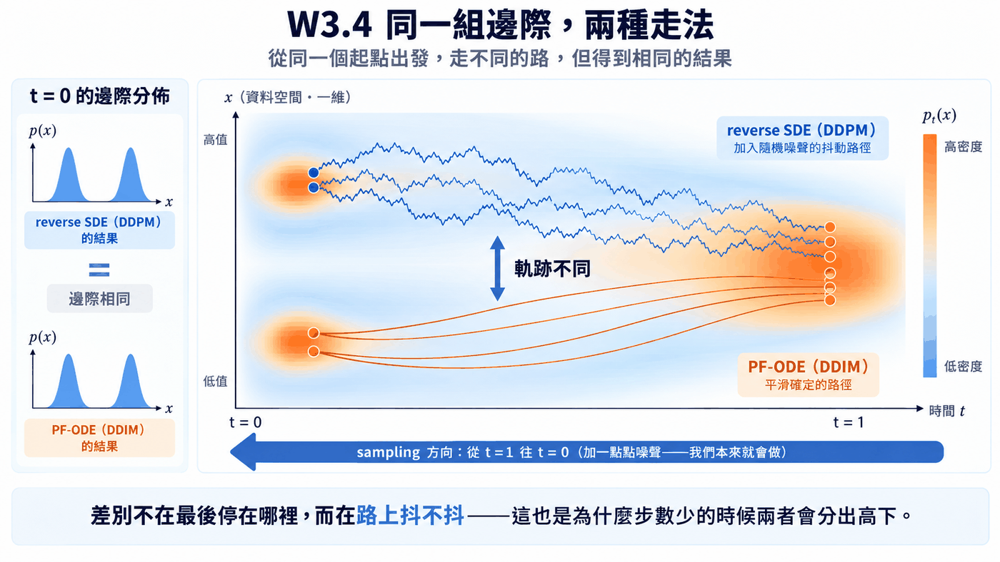 W3.4 同一組邊際，兩種走法
從同一個起點出發，走不同的路，但得到相同的結果
t = 0 的邊際分佈
p(x)
x
reverse SDE（DDPM）
的結果
=
邊際相同
p(x)
x
PF-ODE（DDIM）
的結果
x（資料空間・一維）
高值
低值
reverse SDE（DDPM）
加入隨機噪聲的抖動路徑
軌跡不同
PF-ODE（DDIM）
平滑確定的路徑
t = 0
t = 1
時間 t
pt(x)
高密度
低密度
sampling 方向：從 t=1 往 t = 0（加一點點噪聲——我們本來就會做）
差別不在最後停在哪裡，而在路上抖不抖——這也是為什麼步數少的時候兩者會分出高下。